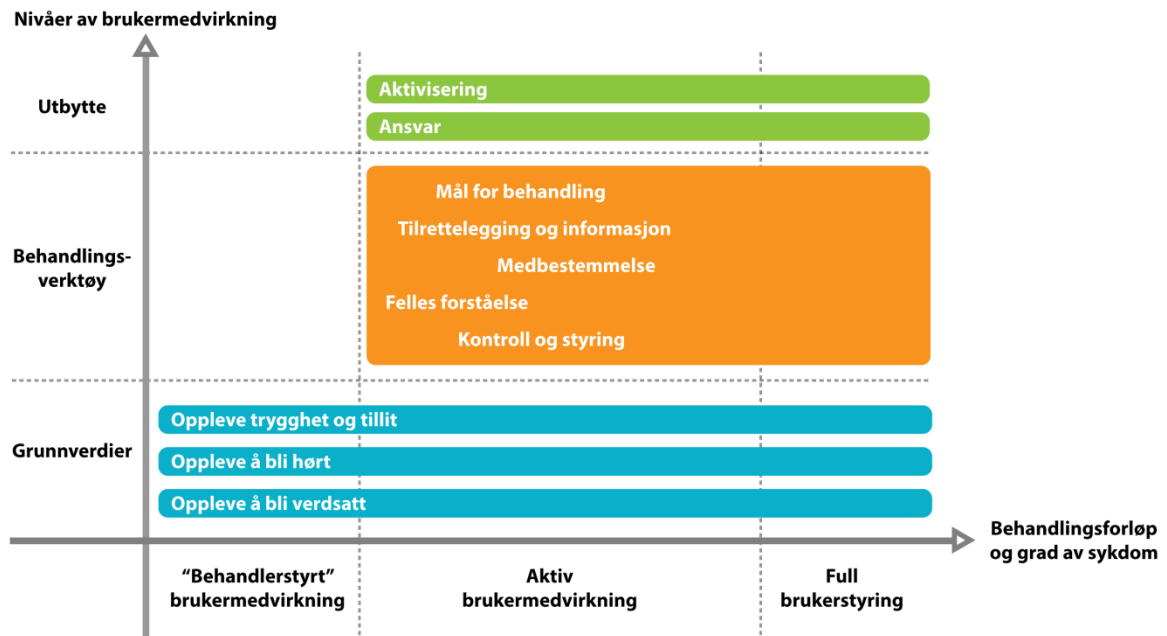 Nivåer av brukermedvirkning
Utbytte
Aktivisering
Ansvar
Behandlings-
verktøy
Mål for behandling
Tilrettelegging og informasjon
Medbestemmelse
Felles forståelse
Kontroll og styring
Grunnverdier
Oppleve trygghet og tillit
Oppleve å bli hørt
Oppleve å bli verdsatt
Behandlingsforløp
og grad av sykdom
“Behandlerstyrt”
brukermedvirkning
Aktiv
brukermedvirkning
Full
brukerstyring